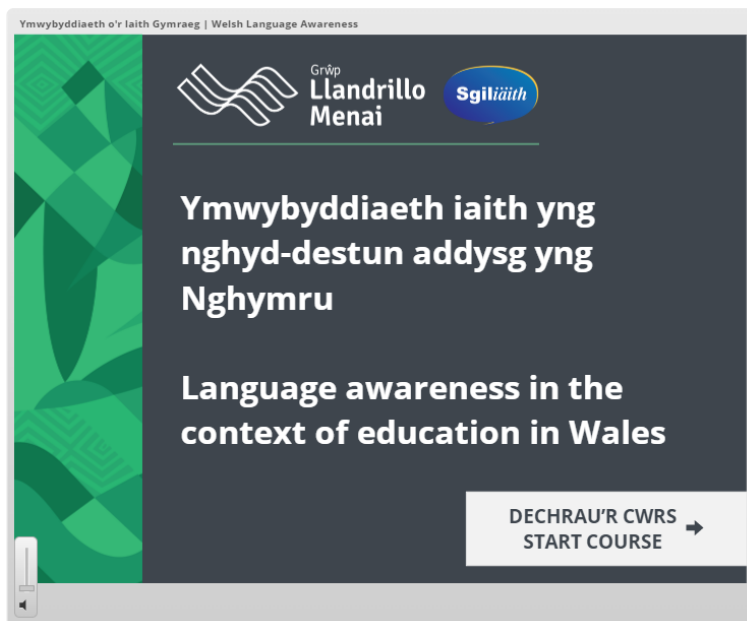 Ymwybyddiaeth o'r Iaith Gymraeg | Welsh Language Awareness
Grŵp
Llandrillo
Menai
Sgiliaith
Ymwybyddiaeth iaith yng
nghyd-destun addysg yng
Nghymru
Language awareness in the
context of education in Wales
DECHRAU'R CWRS
START COURSE